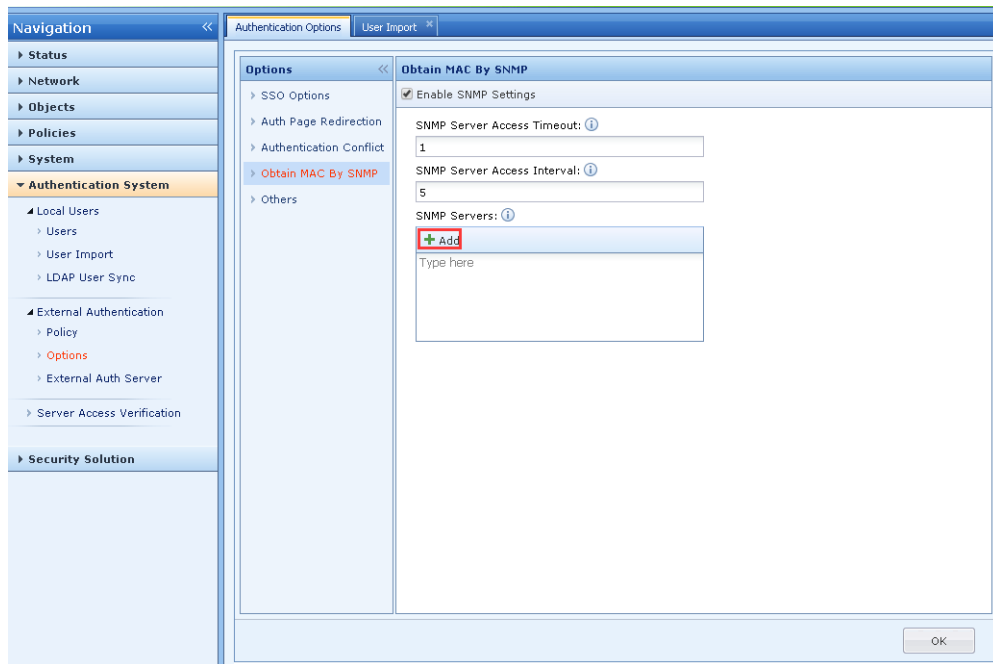 Navigation
Status
Network
Objects
Policies
System
Authentication System
Local Users
Users
User Import
LDAP User Sync
External Authentication
Policy
Options
External Auth Server
Server Access Verification
Security Solution
Authentication Options
User Import
Options
SSO Options
Auth Page Redirection
Authentication Conflict
Obtain MAC By SNMP
Others
Obtain MAC By SNMP
Enable SNMP Settings
SNMP Server Access Timeout:
1
SNMP Server Access Interval:
5
SNMP Servers:
Add
Type here
OK